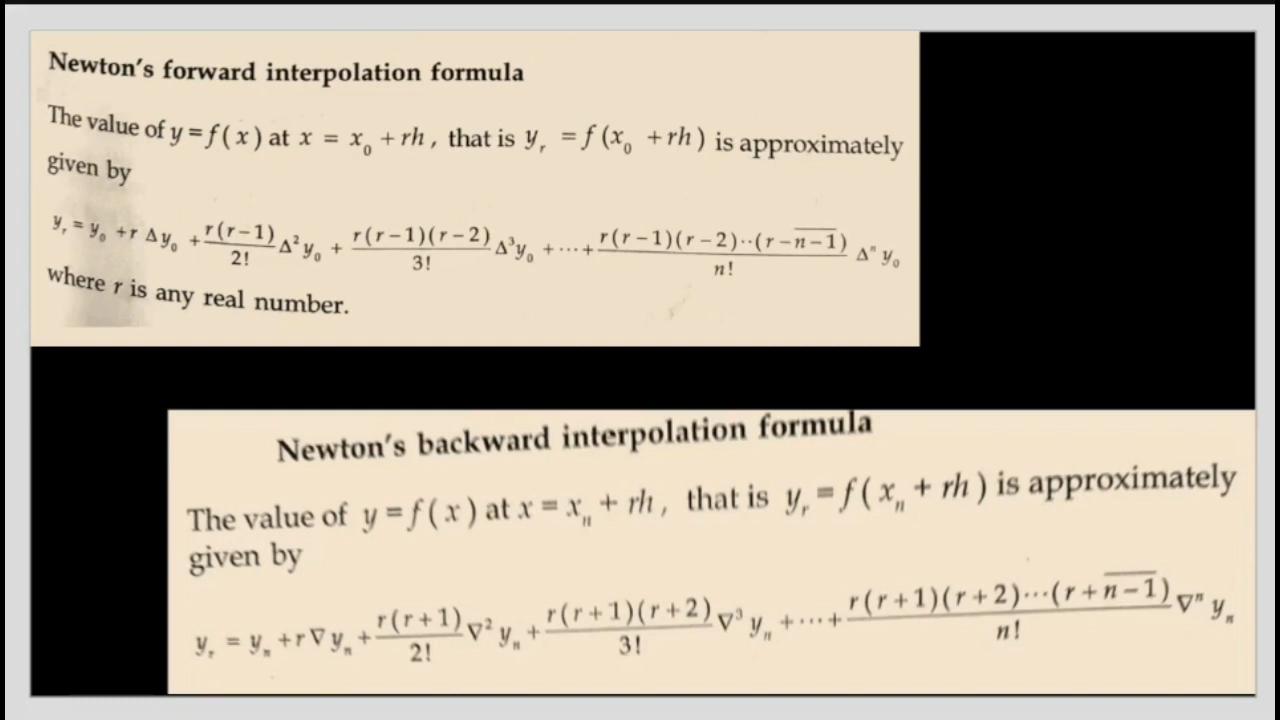 Newton's forward interpolation formula
The value of y = f(x) at x = x₀ + rh, that is yᵣ = f(x₀ + rh) is approximately
given by
yᵣ = y₀ + r Δy₀ + r(r−1)/2! Δ²y₀ + r(r−1)(r−2)/3! Δ³y₀ + ⋯ + r(r−1)(r−2)··(r−n̅−̅1̅)/n! Δⁿ y₀
where r is any real number.
Newton's backward interpolation formula
The value of y = f(x) at x = xₙ + rh, that is yᵣ = f(xₙ + rh) is approximately
given by
yᵣ = yₙ + r∇yₙ + r(r+1)/2! ∇²yₙ + r(r+1)(r+2)/3! ∇³yₙ + ⋯ + r(r+1)(r+2)⋯(r+n̅−̅1̅)/n! ∇ⁿ yₙ